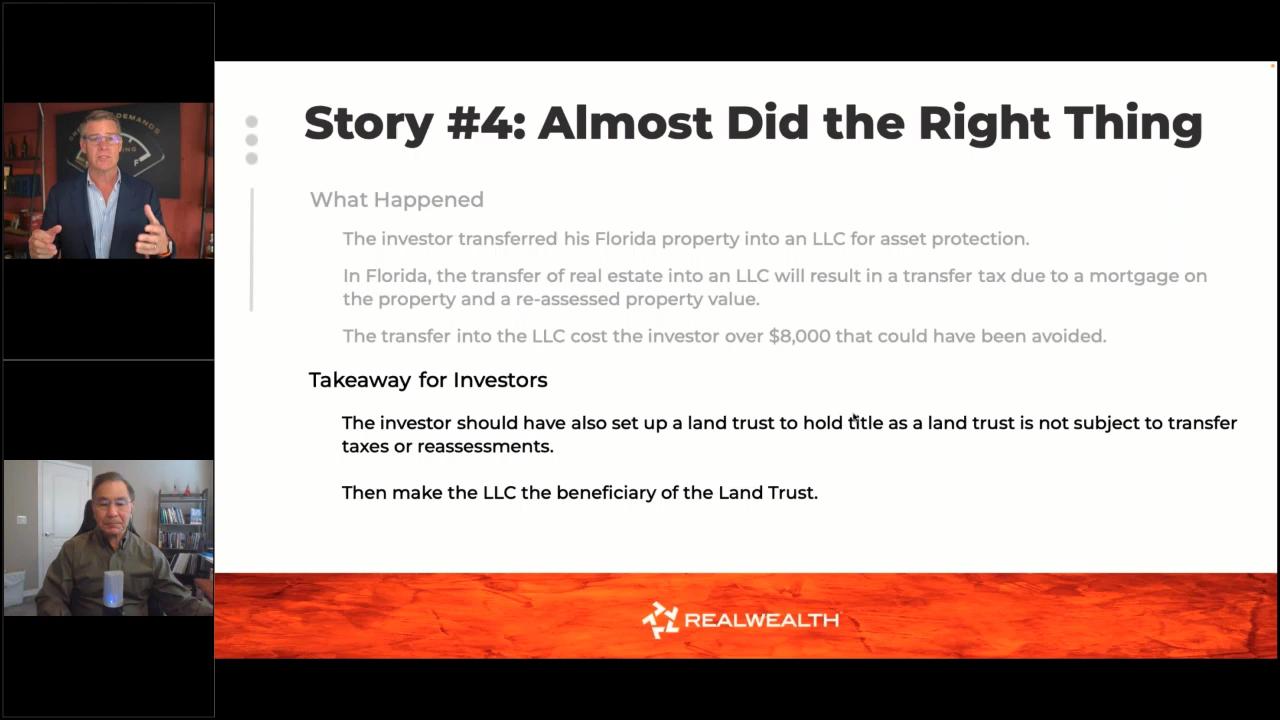 Story #4: Almost Did the Right Thing
What Happened
The investor transferred his Florida property into an LLC for asset protection.
In Florida, the transfer of real estate into an LLC will result in a transfer tax due to a mortgage on
the property and a re-assessed property value.
The transfer into the LLC cost the investor over $8,000 that could have been avoided.
Takeaway for Investors
The investor should have also set up a land trust to hold title as a land trust is not subject to transfer
taxes or reassessments.
Then make the LLC the beneficiary of the Land Trust.
REALWEALTH